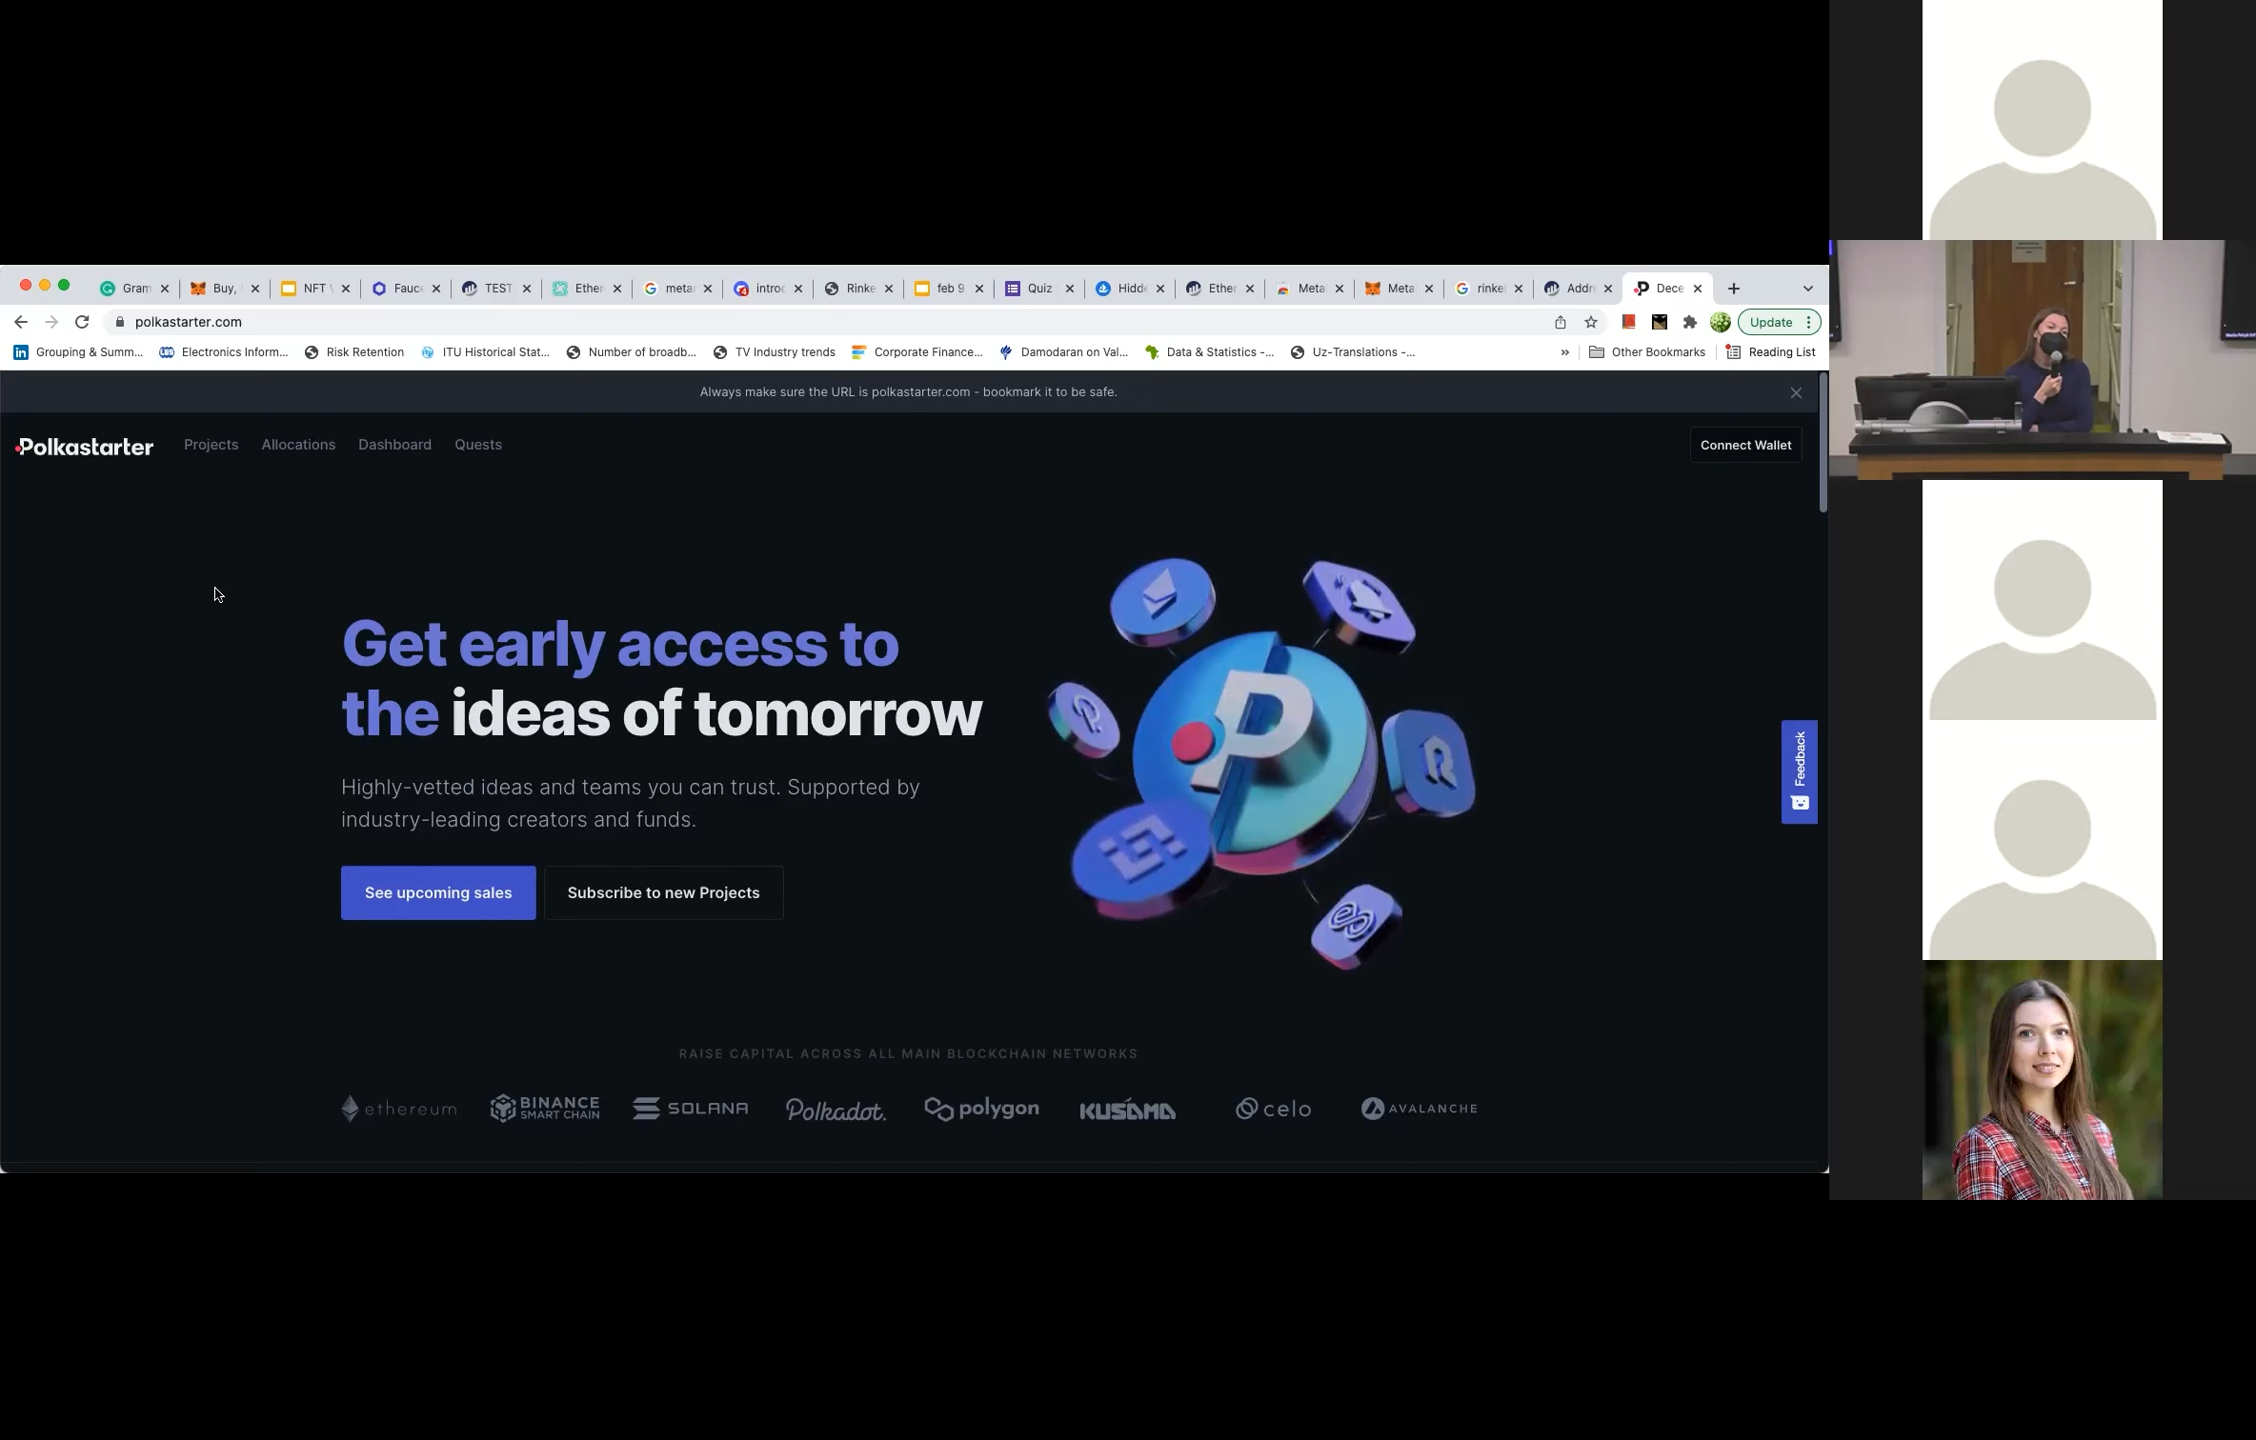 Gram
Buy,
NFT
Fauc
TEST
Ether
meta
introd
Rinke
feb 9
Quiz
Hidd
Ether
Meta
Meta
rinke
Addr
Dece
polkastarter.com
Update
Grouping & Summ...
Electronics Inform...
Risk Retention
ITU Historical Stat...
Number of broadb...
TV Industry trends
Corporate Finance...
Damodaran on Val...
Data & Statistics -...
Uz-Translations -...
»
Other Bookmarks
Reading List
Always make sure the URL is polkastarter.com - bookmark it to be safe.
Polkastarter
Projects
Allocations
Dashboard
Quests
Connect Wallet
Get early access to
the ideas of tomorrow
Highly-vetted ideas and teams you can trust. Supported by
industry-leading creators and funds.
See upcoming sales
Subscribe to new Projects
Feedback
RAISE CAPITAL ACROSS ALL MAIN BLOCKCHAIN NETWORKS
ethereum
BINANCE
SMART CHAIN
SOLANA
Polkadot.
polygon
KUSAMA
celo
AVALANCHE